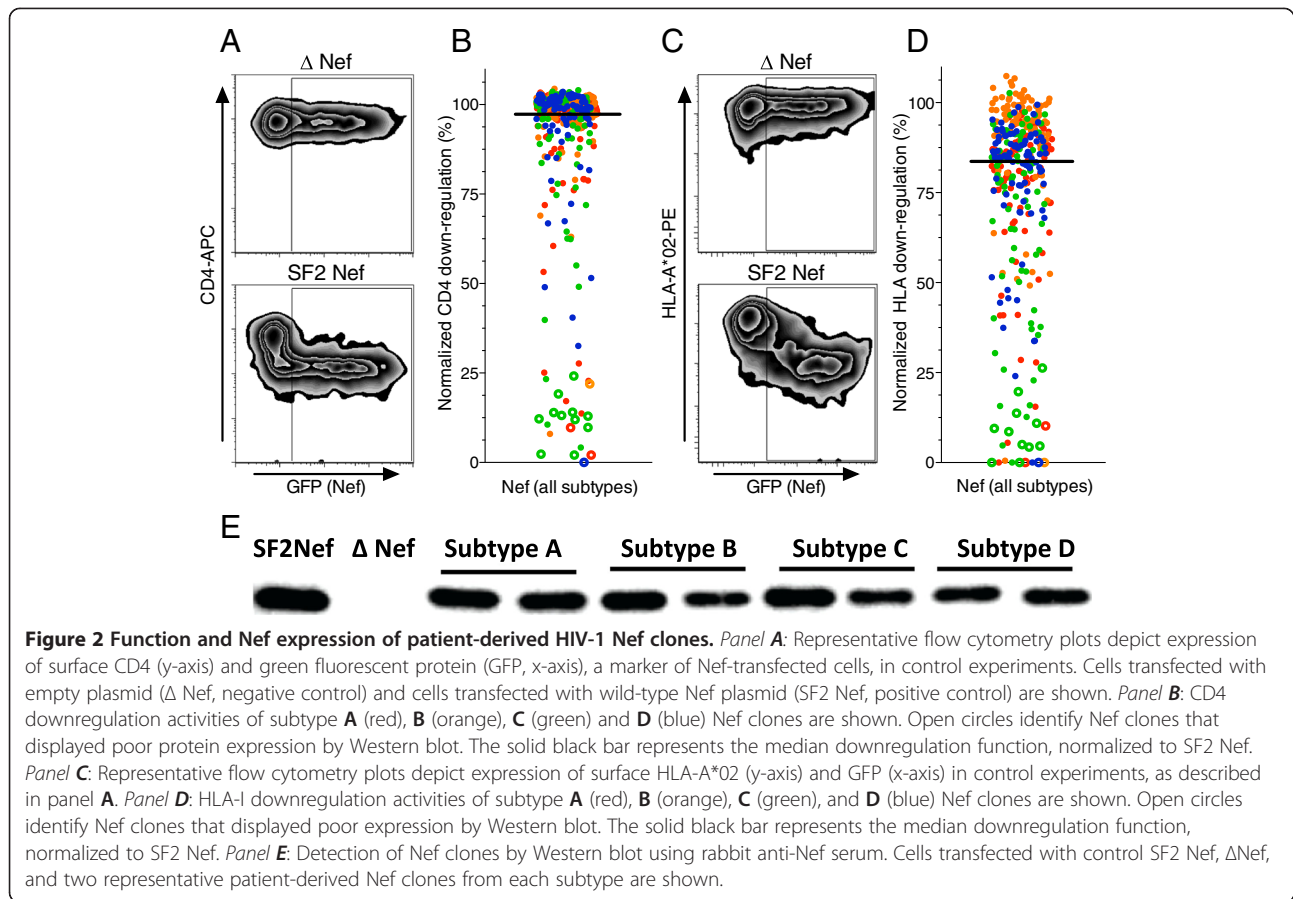 A
B
C
D
Δ Nef
Δ Nef
SF2 Nef
SF2 Nef
CD4-APC
GFP (Nef)
Normalized CD4 down-regulation (%)
100
75
50
25
0
Nef (all subtypes)
HLA-A*02-PE
GFP (Nef)
Normalized HLA down-regulation (%)
100
75
50
25
0
Nef (all subtypes)
E
SF2Nef Δ Nef Subtype A Subtype B Subtype C Subtype D
Figure 2 Function and Nef expression of patient-derived HIV-1 Nef clones. Panel A: Representative flow cytometry plots depict expression
of surface CD4 (y-axis) and green fluorescent protein (GFP, x-axis), a marker of Nef-transfected cells, in control experiments. Cells transfected with
empty plasmid (Δ Nef, negative control) and cells transfected with wild-type Nef plasmid (SF2 Nef, positive control) are shown. Panel B: CD4
downregulation activities of subtype A (red), B (orange), C (green) and D (blue) Nef clones are shown. Open circles identify Nef clones that
displayed poor protein expression by Western blot. The solid black bar represents the median downregulation function, normalized to SF2 Nef.
Panel C: Representative flow cytometry plots depict expression of surface HLA-A*02 (y-axis) and GFP (x-axis) in control experiments, as described
in panel A. Panel D: HLA-I downregulation activities of subtype A (red), B (orange), C (green), and D (blue) Nef clones are shown. Open circles
identify Nef clones that displayed poor expression by Western blot. The solid black bar represents the median downregulation function,
normalized to SF2 Nef. Panel E: Detection of Nef clones by Western blot using rabbit anti-Nef serum. Cells transfected with control SF2 Nef, ΔNef,
and two representative patient-derived Nef clones from each subtype are shown.